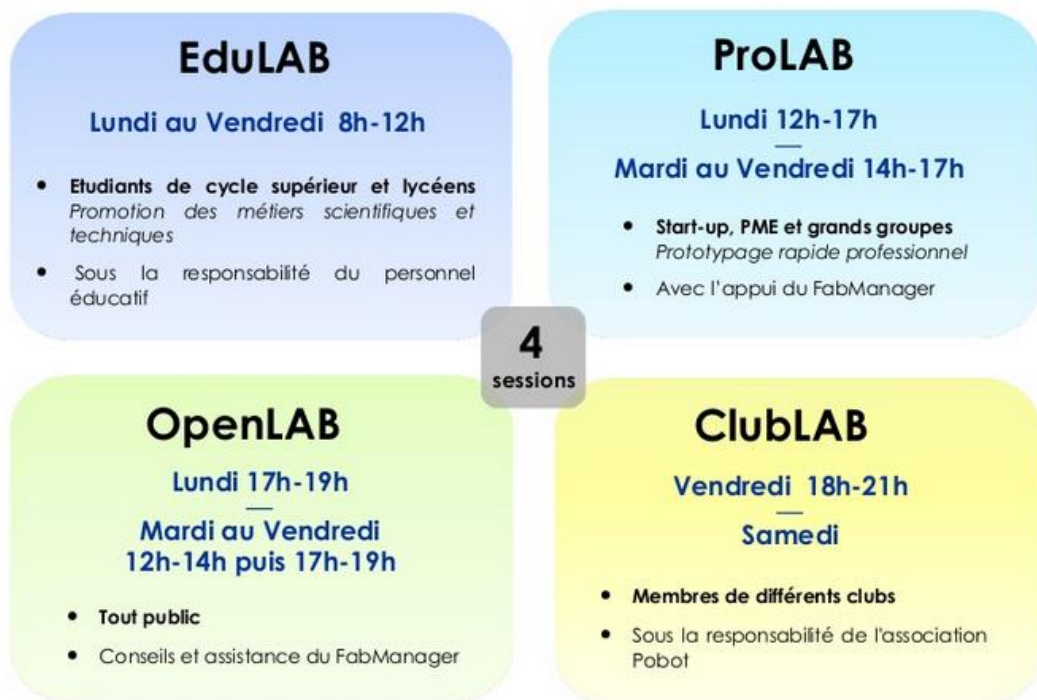 EduLAB
Lundi au Vendredi 8h-12h
• Etudiants de cycle supérieur et lycéens
Promotion des métiers scientifiques et
techniques
• Sous la responsabilité du personnel
éducatif
ProLAB
Lundi 12h-17h
Mardi au Vendredi 14h-17h
• Start-up, PME et grands groupes
Prototypage rapide professionnel
• Avec l'appui du FabManager
4
sessions
OpenLAB
Lundi 17h-19h
Mardi au Vendredi
12h-14h puis 17h-19h
• Tout public
• Conseils et assistance du FabManager
ClubLAB
Vendredi 18h-21h
Samedi
• Membres de différents clubs
• Sous la responsabilité de l'association
Pobot